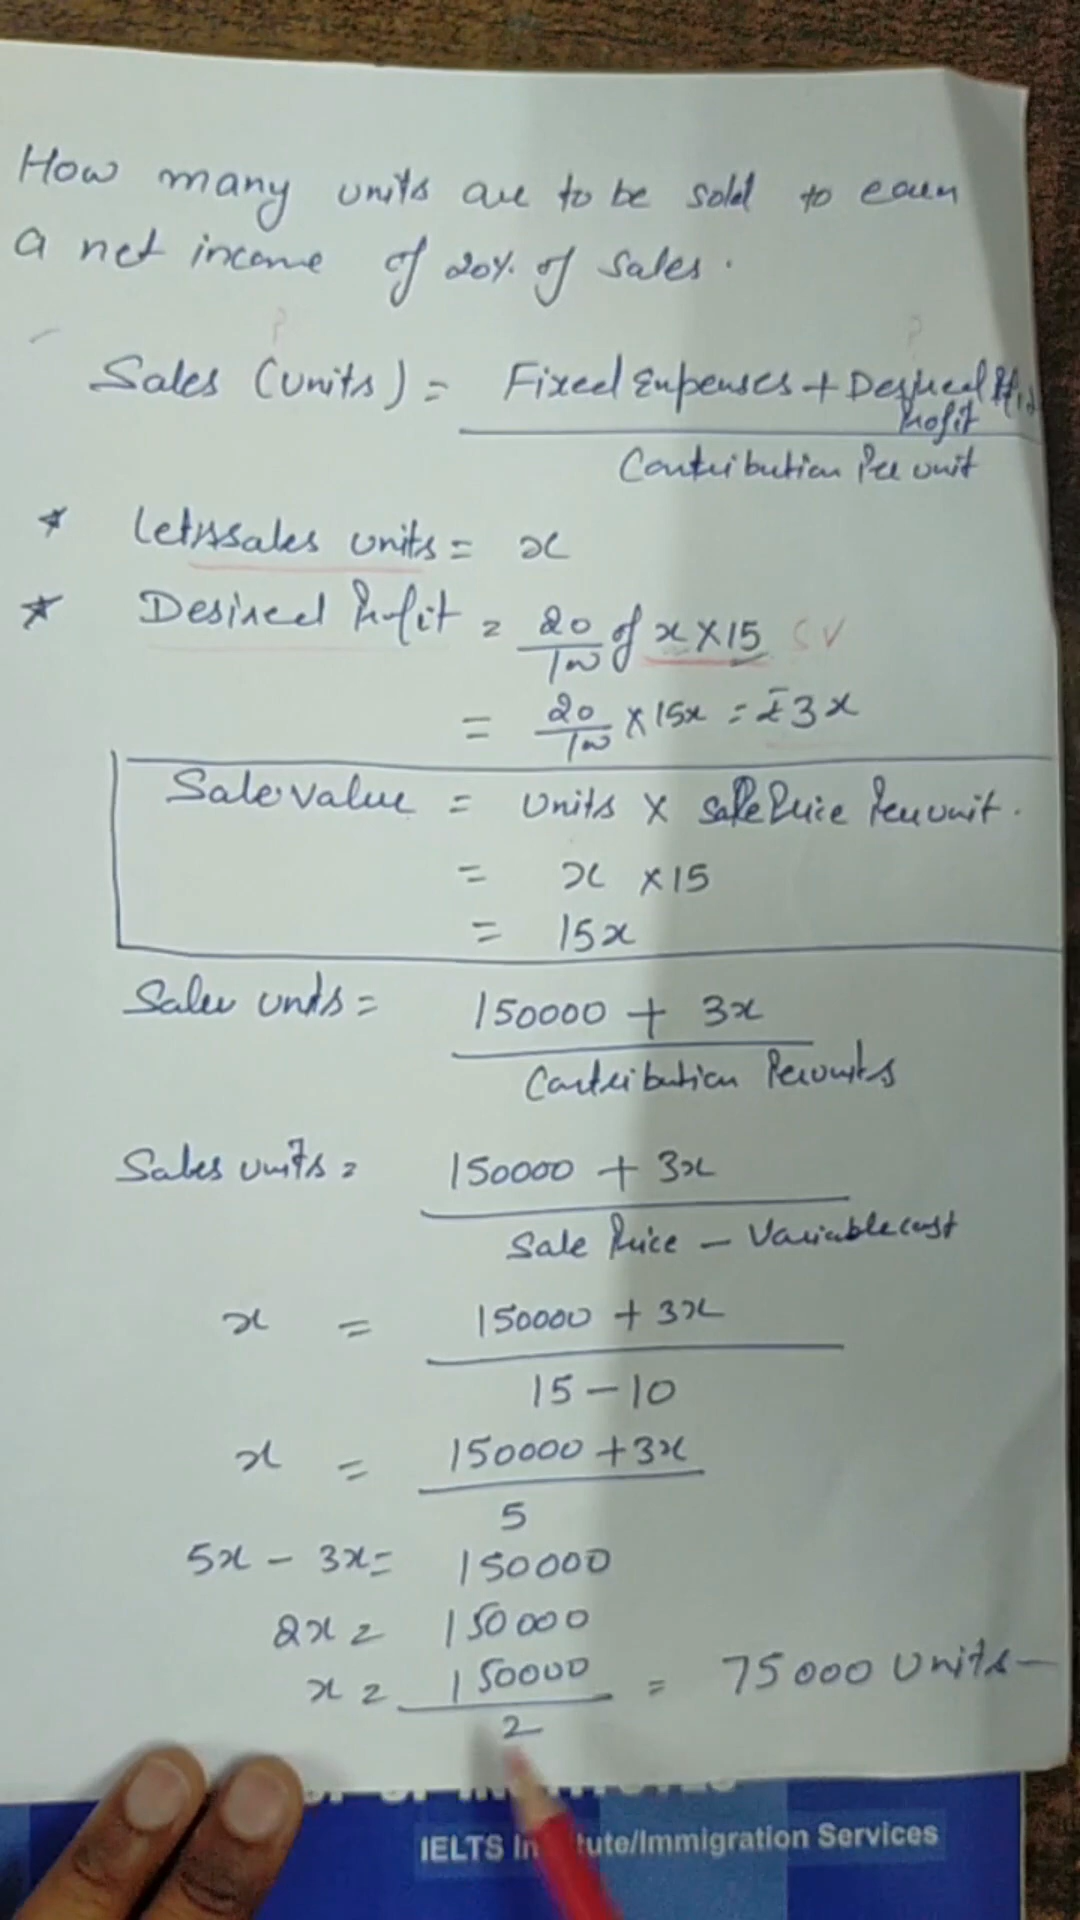 How many units are to be sold to earn
a net income of 20% of sales.
Sales (units) = Fixed Expenses + Desired
Profit
Contribution Per unit
* Let sales units = x
* Desired Profit = 20/100 of x × 15 SV
= 20/100 × 15x = ₹3x
Sale value = units × Sale Price Per unit.
= x × 15
= 15x
Sales units = 150000 + 3x
Contribution Per units
Sales units = 150000 + 3x
Sale Price - Variable cost
x = 150000 + 3x
15 - 10
x = 150000 + 3x
5
5x - 3x = 150000
2x = 150000
x = 150000 = 75000 units
2
IELTS In tute/Immigration Services